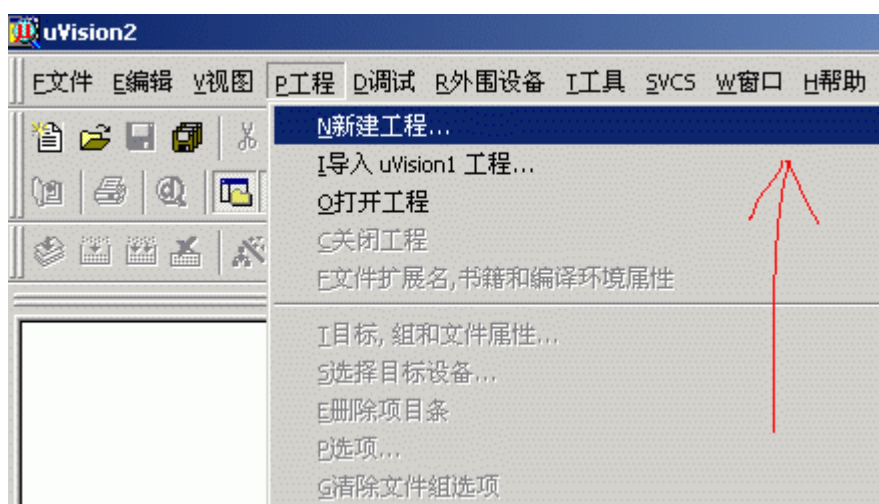 uVision2
F文件 E编辑 V视图 P工程 D调试 R外围设备 T工具 SVCS W窗口 H帮助
N新建工程...
I导入 uVision1 工程...
O打开工程
C关闭工程
F文件扩展名,书籍和编译环境属性
T目标, 组和文件属性...
S选择目标设备...
E删除项目条
P选项...
G清除文件组选项